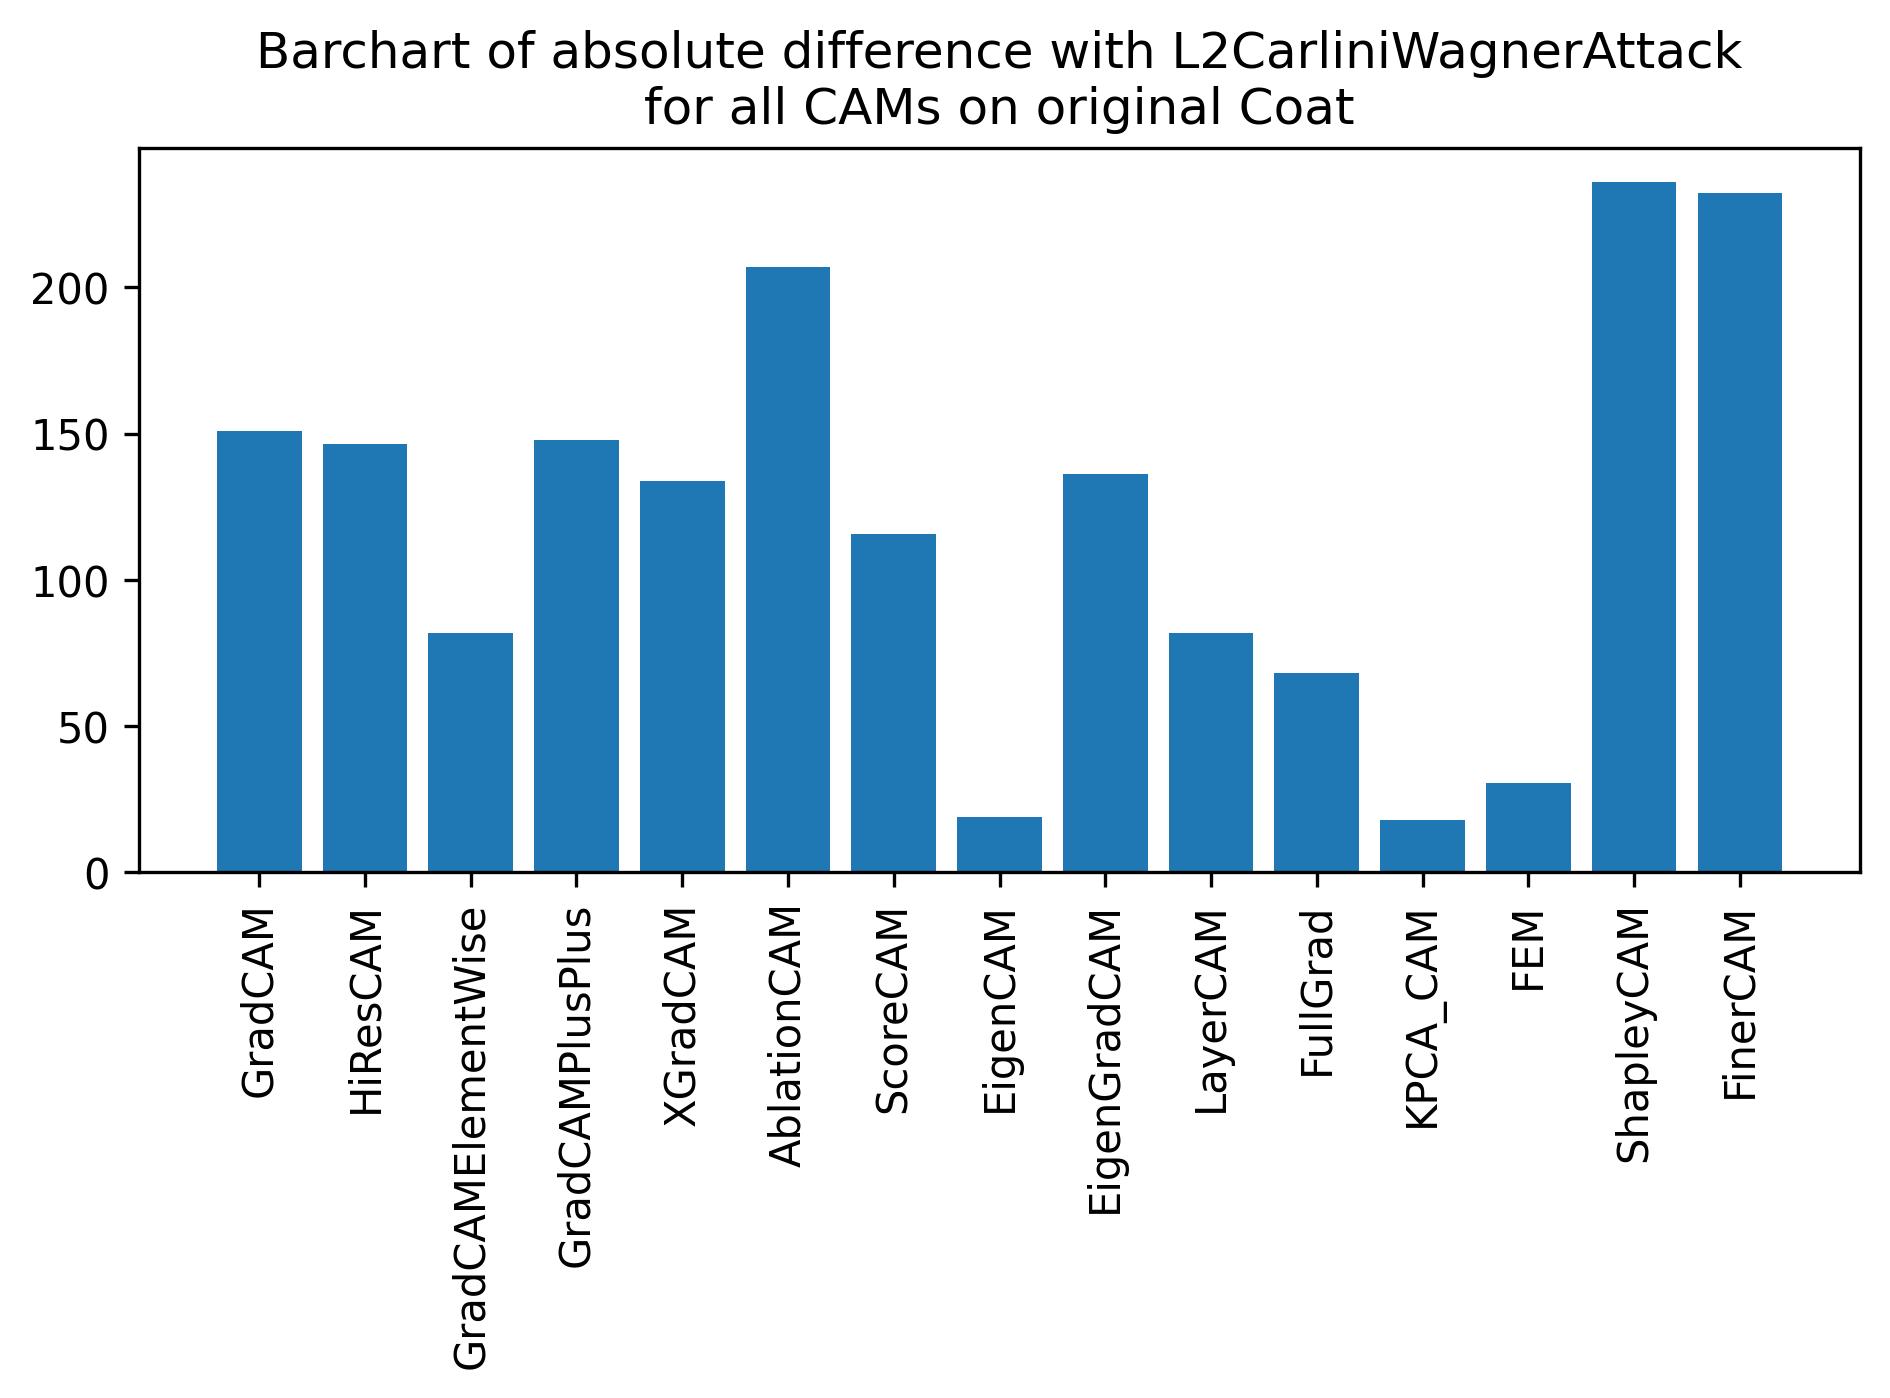 Barchart of absolute difference with L2CarliniWagnerAttack
for all CAMs on original Coat
200
150
100
50
0
GradCAM
HiResCAM
GradCAMElementWise
GradCAMPlusPlus
XGradCAM
AblationCAM
ScoreCAM
EigenCAM
EigenGradCAM
LayerCAM
FullGrad
KPCA_CAM
FEM
ShapleyCAM
FinerCAM